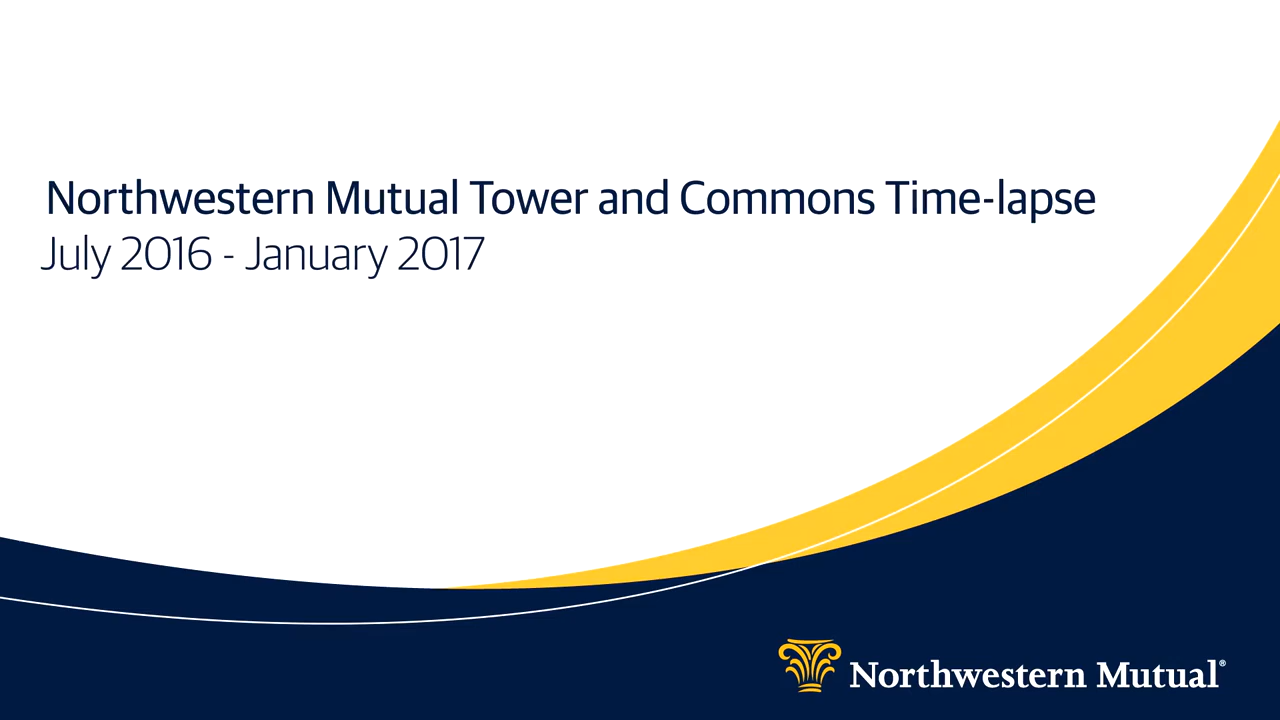 Northwestern Mutual Tower and Commons Time-lapse
July 2016 - January 2017
Northwestern Mutual®